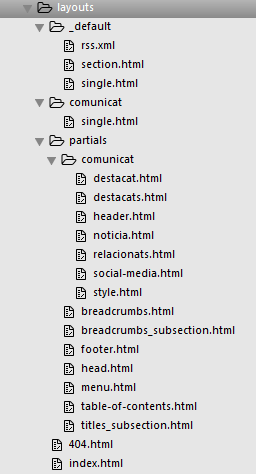 layouts
_default
rss.xml
section.html
single.html
comunicat
single.html
partials
comunicat
destacat.html
destacats.html
header.html
noticia.html
relacionats.html
social-media.html
style.html
breadcrumbs.html
breadcrumbs_subsection.html
footer.html
head.html
menu.html
table-of-contents.html
titles_subsection.html
404.html
index.html